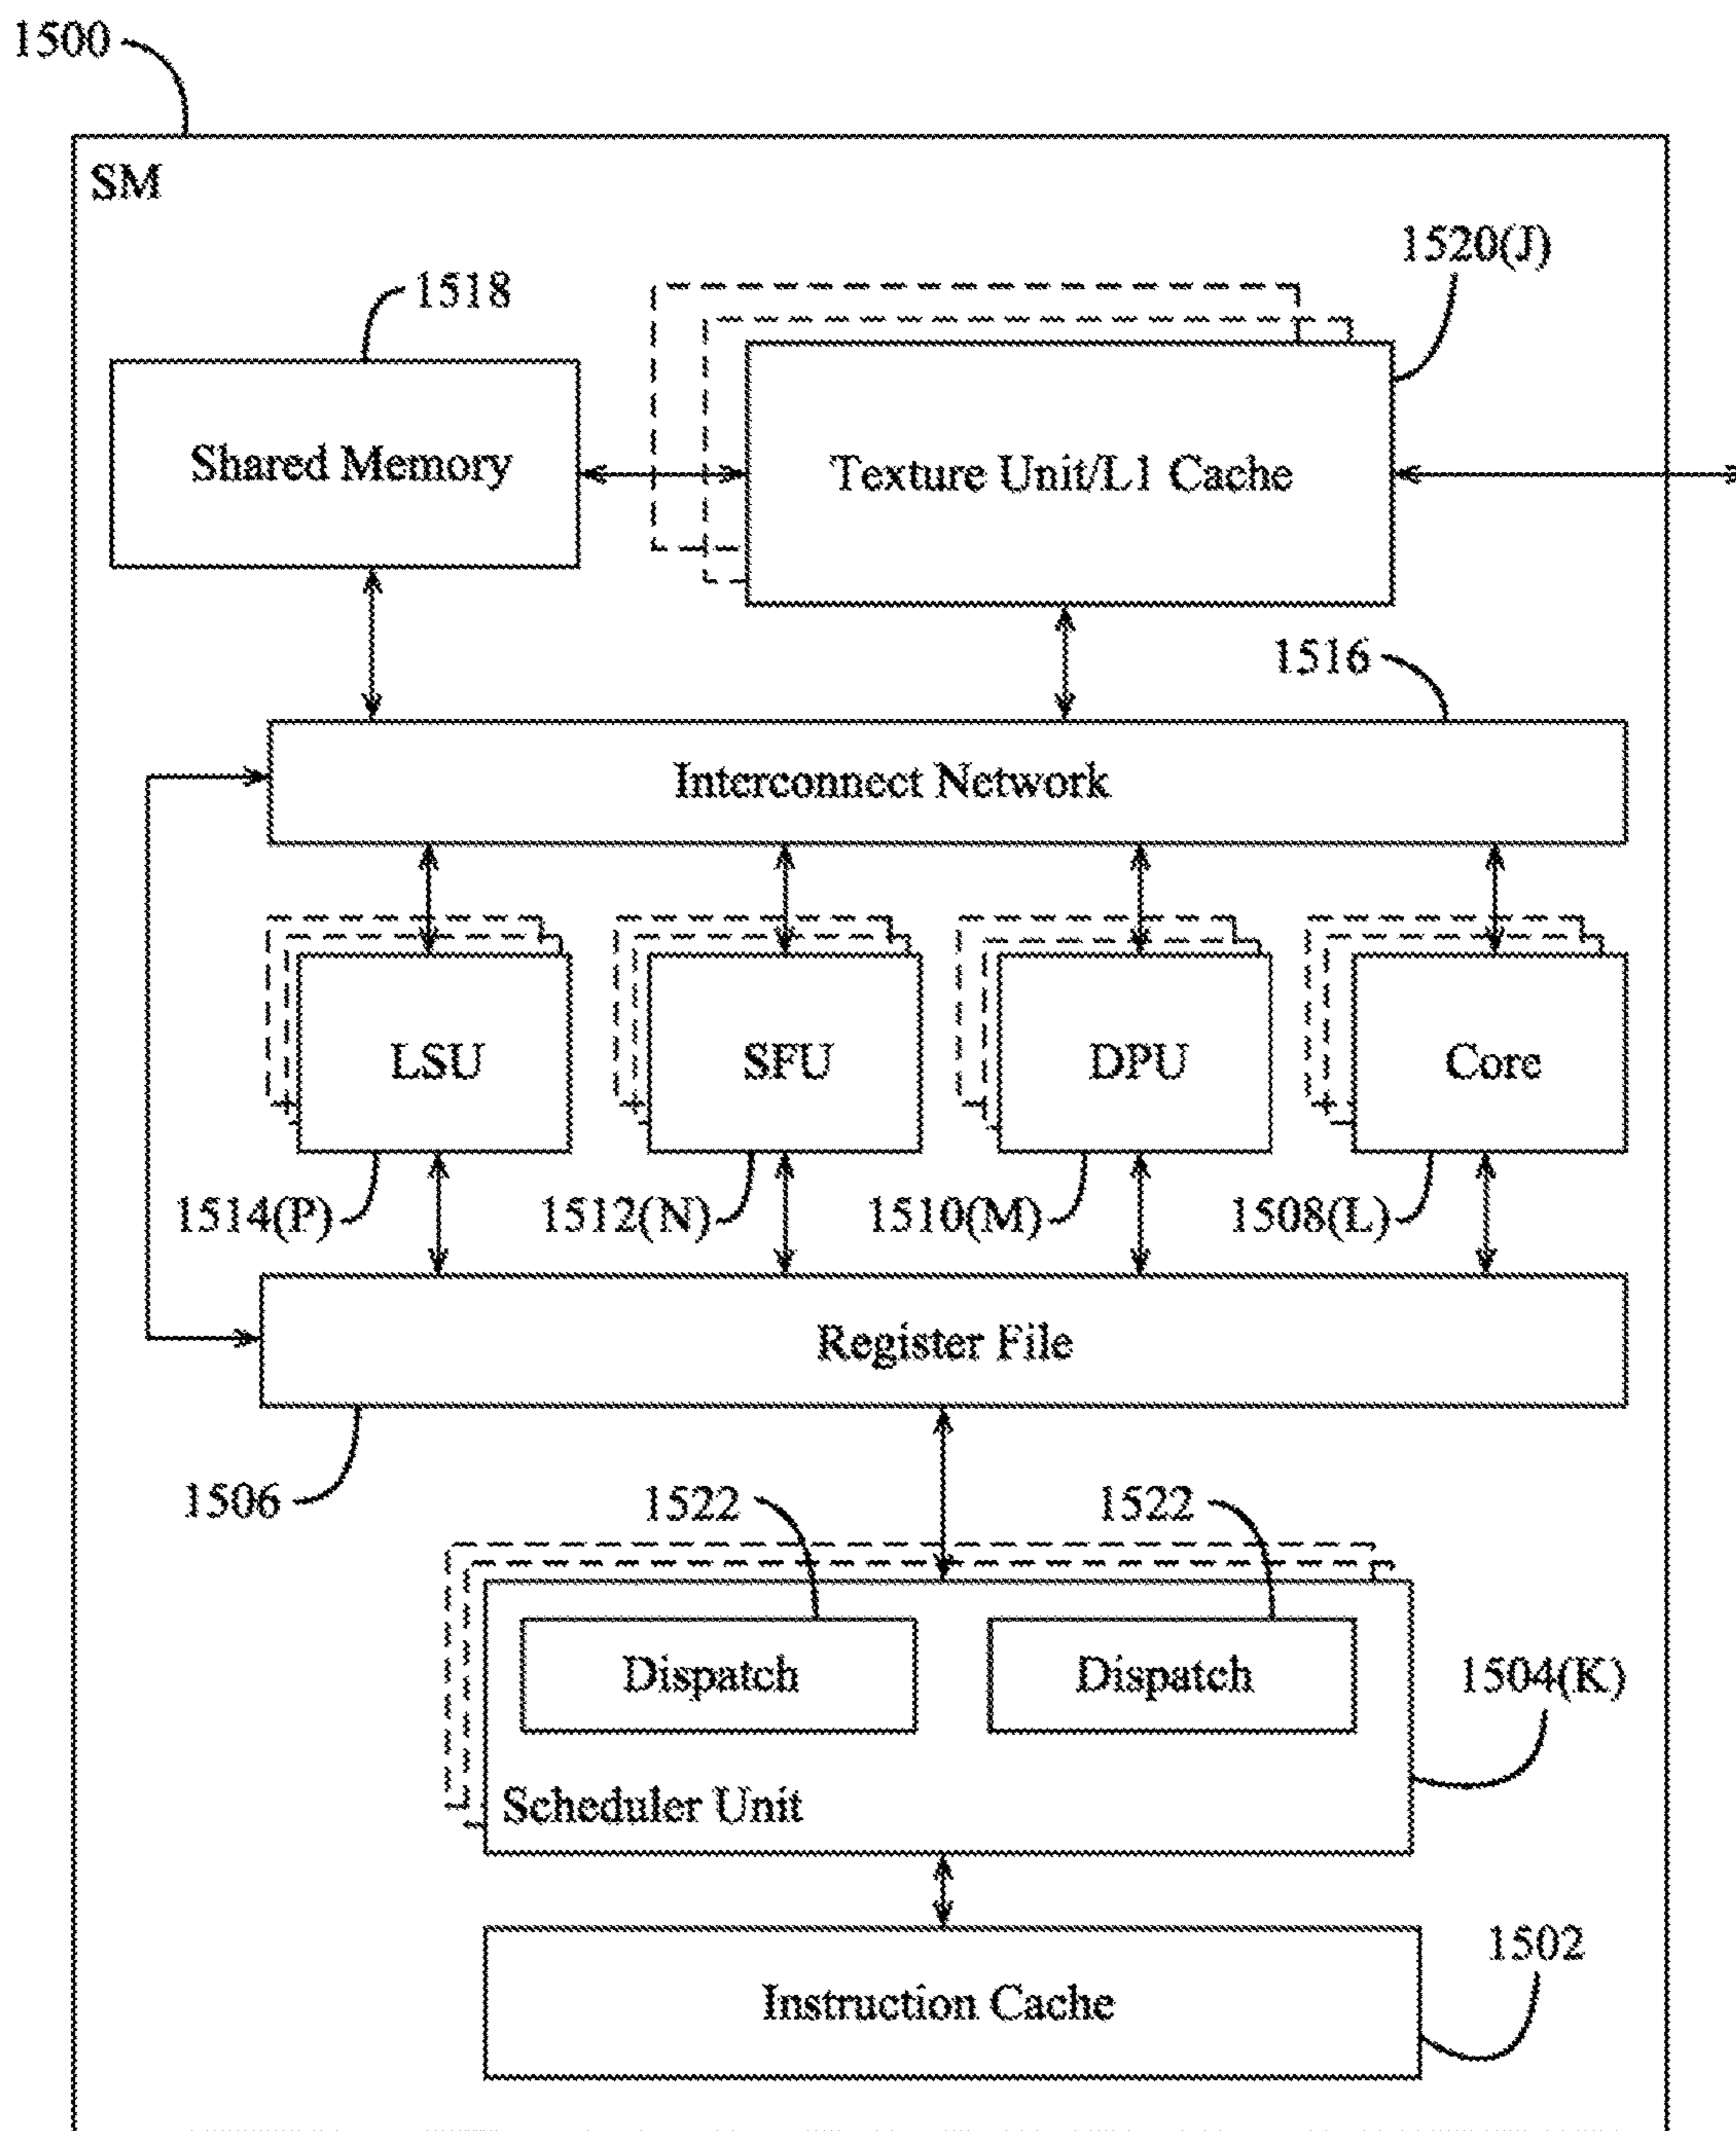 1500
SM
1520(J)
1518
Shared Memory
Texture Unit/L1 Cache
1516
Interconnect Network
LSU
SFU
DPU
Core
1514(P)
1512(N)
1510(M)
1508(L)
Register File
1506
1522
1522
Dispatch
Dispatch
1504(K)
Scheduler Unit
1502
Instruction Cache